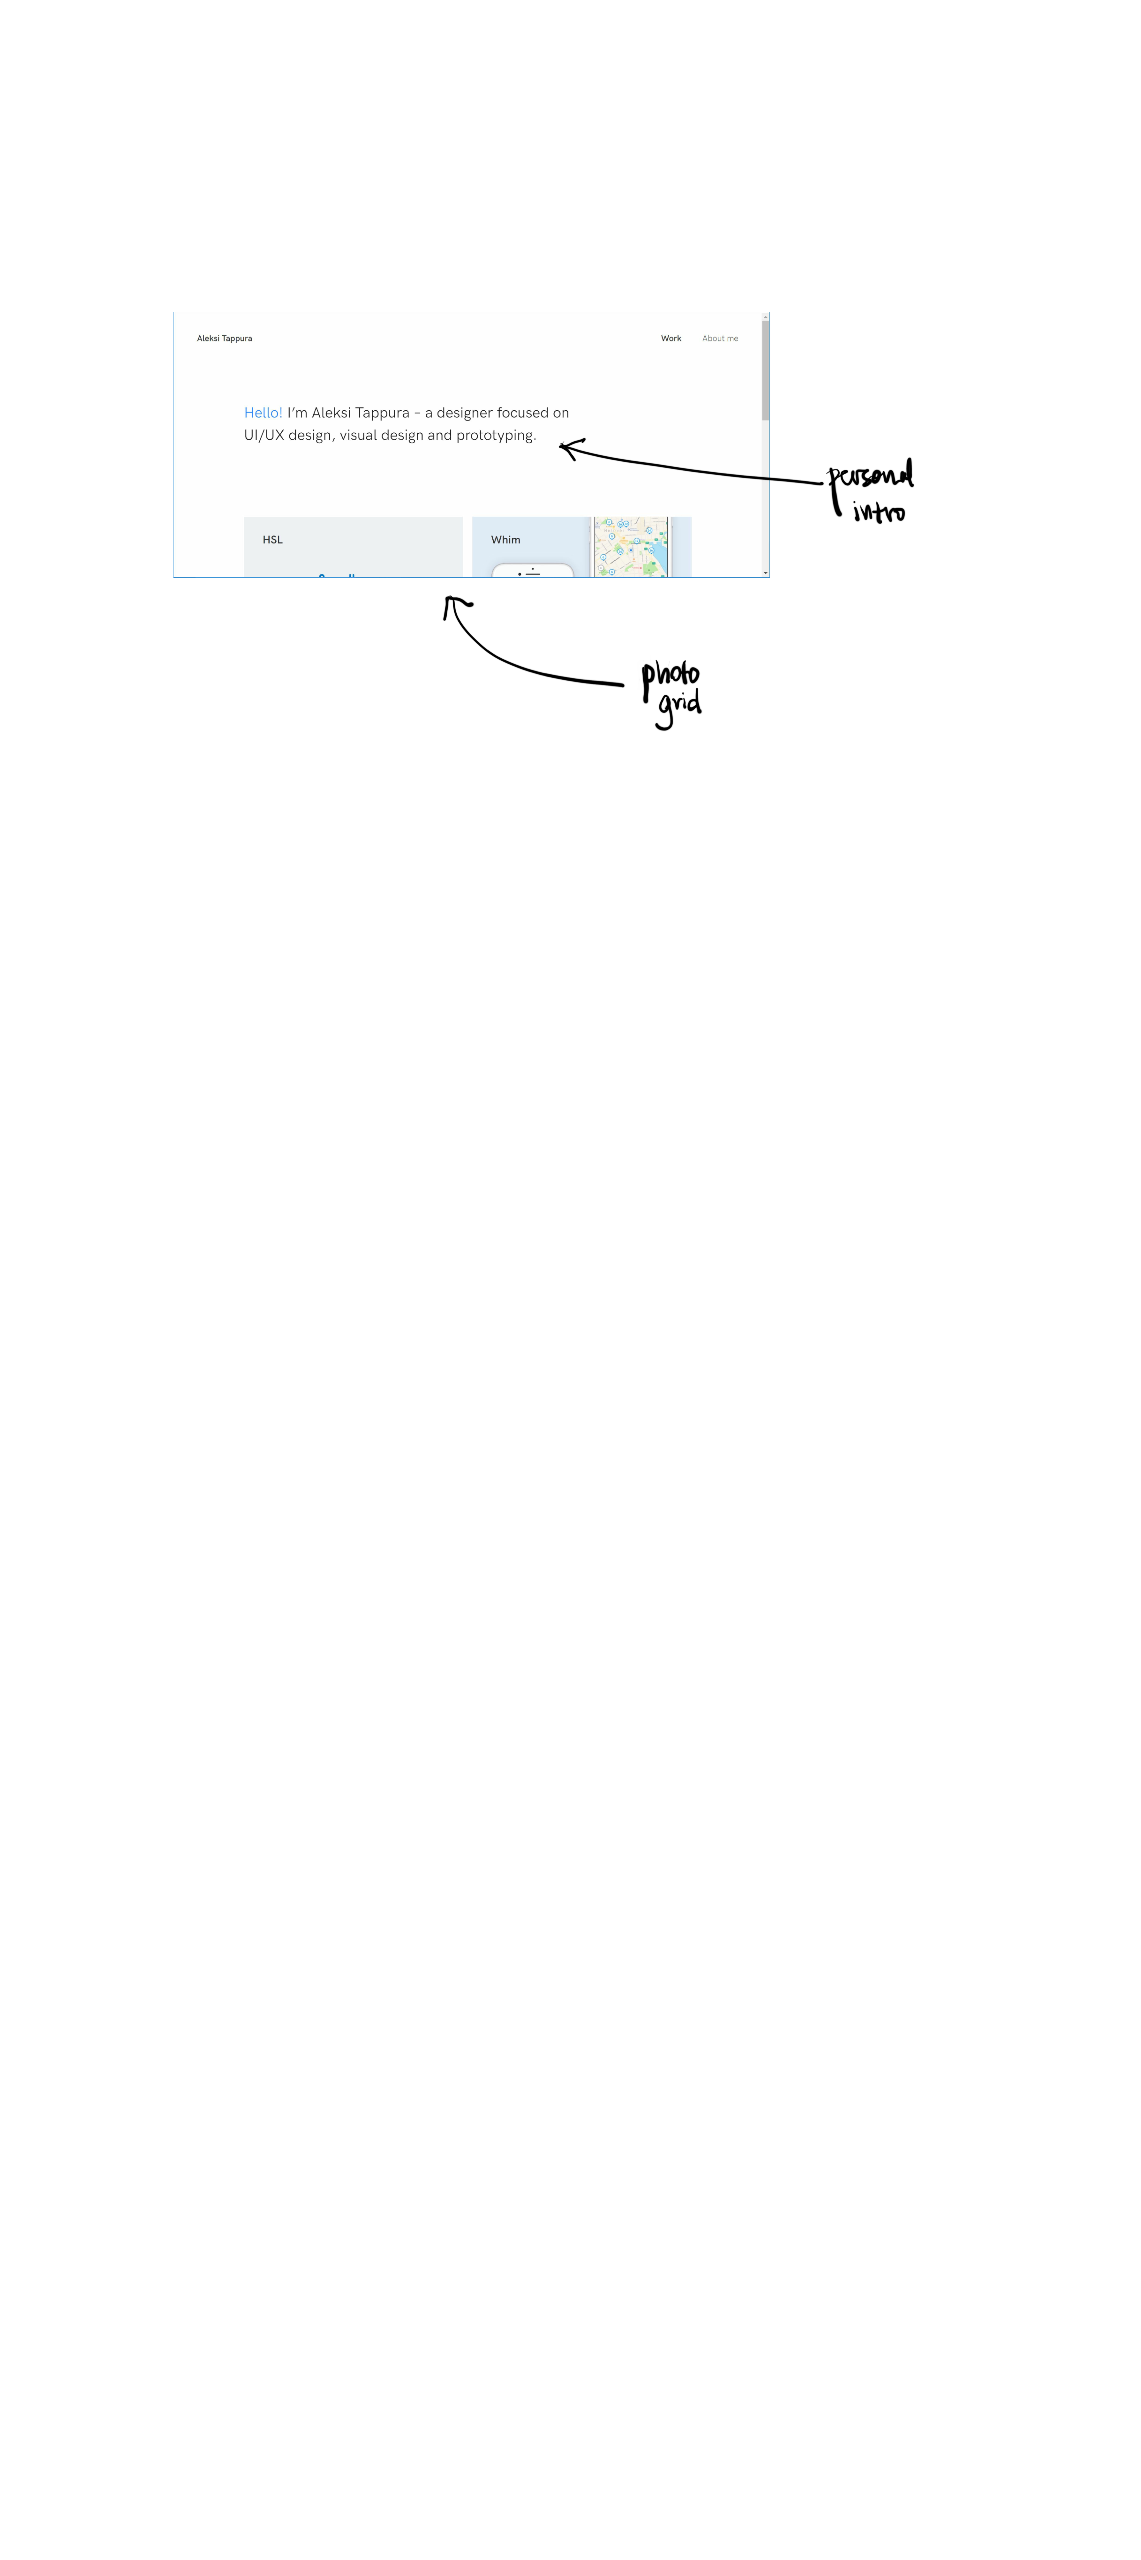 Aleksi Tappura
Work
About me
Hello! I'm Aleksi Tappura – a designer focused on
UI/UX design, visual design and prototyping.
personal
intro
HSL
Whim
photo
grid